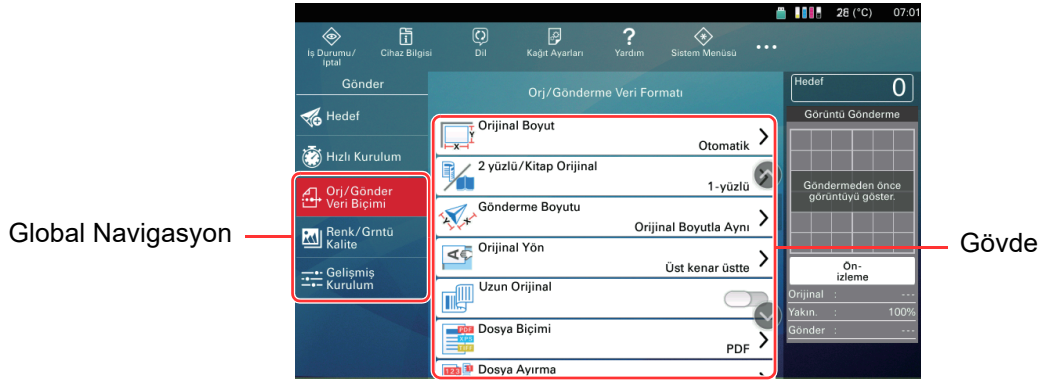 28 (°C) 07:01
İş Durumu/
İptal
Cihaz Bilgisi
Dil
Kağıt Ayarları
Yardım
Sistem Menüsü
Gönder
Hedef
Hızlı Kurulum
Orj/Gönder
Veri Biçimi
Renk/Grntü
Kalite
Gelişmiş
Kurulum
Global Navigasyon
Orj/Gönderme Veri Formatı
Orijinal Boyut
Otomatik
2 yüzlü/Kitap Orijinal
1-yüzlü
Gönderme Boyutu
Orijinal Boyutla Aynı
Orijinal Yön
Üst kenar üstte
Uzun Orijinal
Dosya Biçimi
PDF
Dosya Ayırma
Hedef 0
Görüntü Gönderme
Göndermeden önce
görüntüyü göster.
Ön-
izleme
Orijinal : ---
Yakın. : 100%
Gönder : ---
Gövde